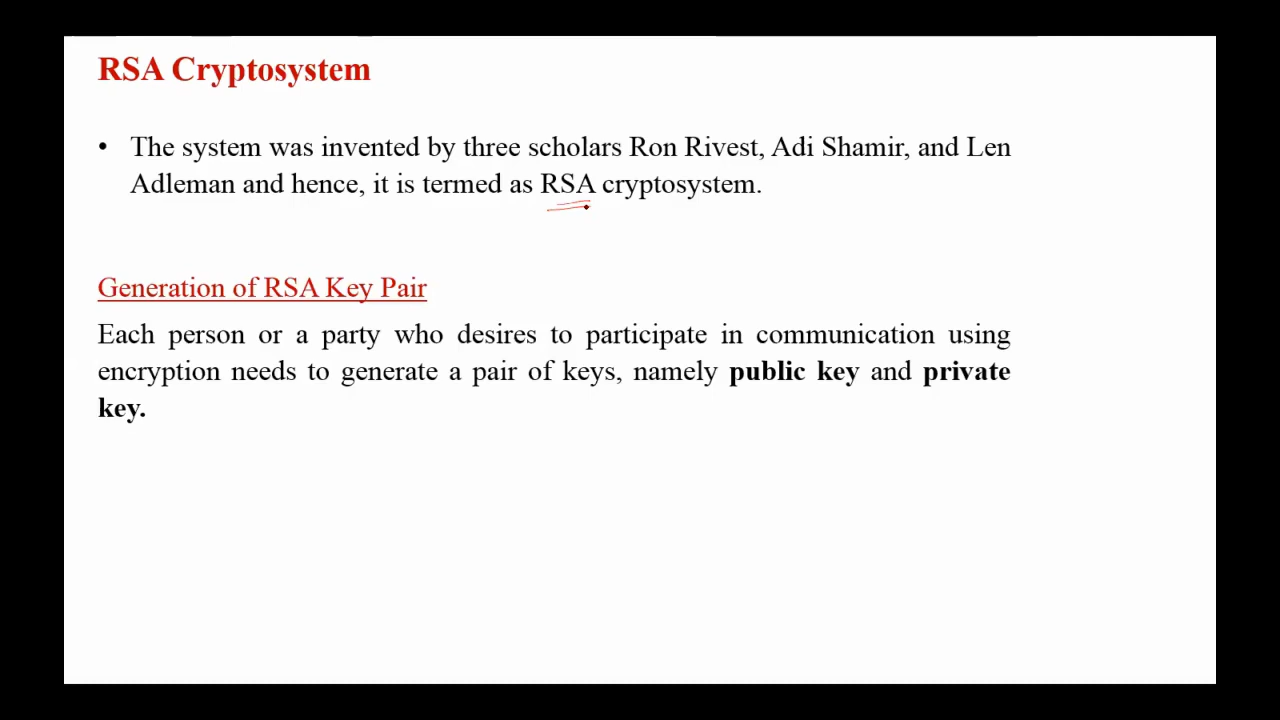 RSA Cryptosystem
• The system was invented by three scholars Ron Rivest, Adi Shamir, and Len
Adleman and hence, it is termed as RSA cryptosystem.
Generation of RSA Key Pair
Each person or a party who desires to participate in communication using
encryption needs to generate a pair of keys, namely public key and private
key.